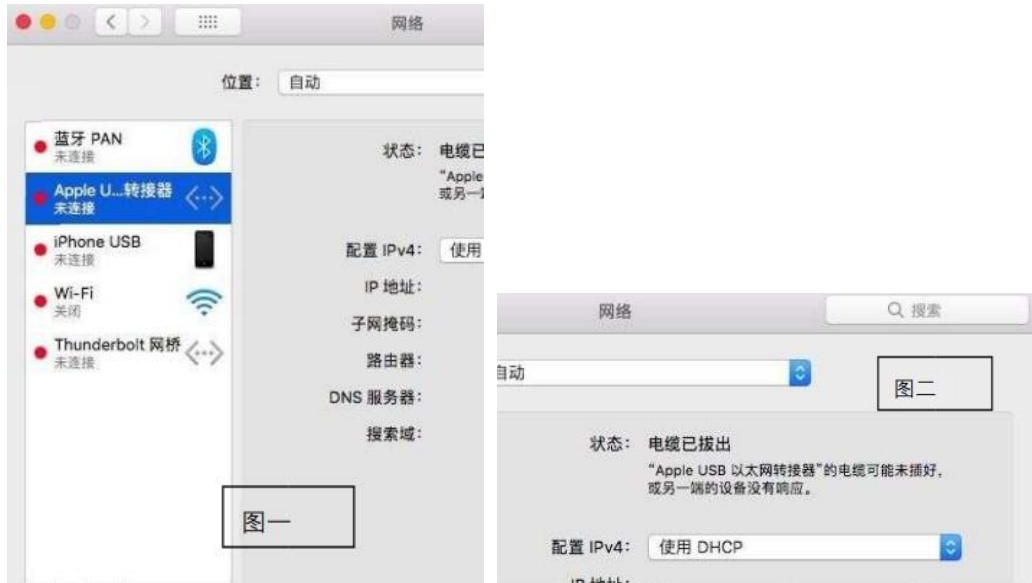 网络
位置： 自动
蓝牙 PAN
未连接
Apple U...转接器
未连接
iPhone USB
未连接
Wi-Fi
关闭
Thunderbolt 网桥
未连接
状态： 电缆已
“Apple
或另一
配置 IPv4： 使用
IP 地址：
子网掩码：
路由器：
DNS 服务器：
搜索域：
图一
网络
搜索
自动
图二
状态： 电缆已拔出
“Apple USB 以太网转接器”的电缆可能未插好，
或另一端的设备没有响应。
配置 IPv4： 使用 DHCP